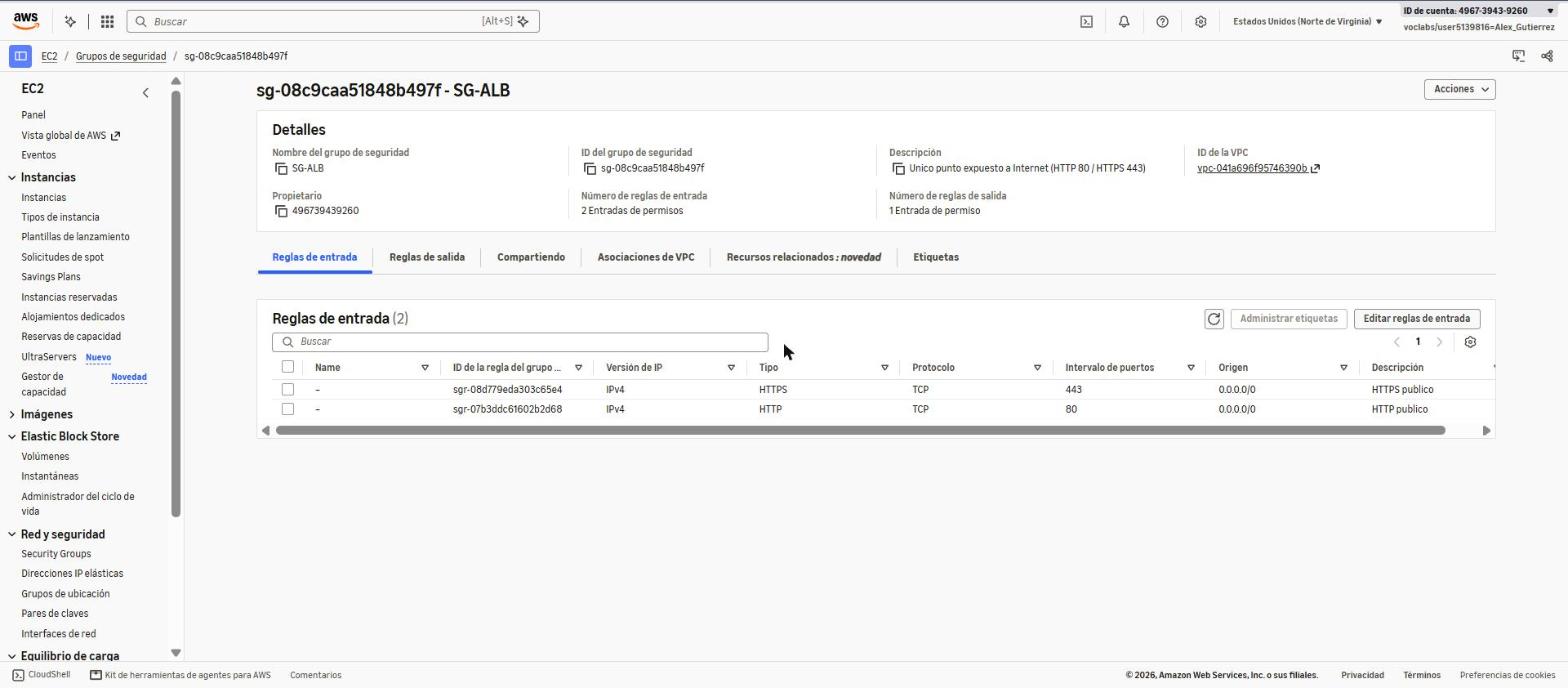 aws
Buscar
[Alt+S]
Estados Unidos (Norte de Virginia)
ID de cuenta: 4967-3943-9260
voclabs/user5139816=Alex_Gutierrez
EC2 / Grupos de seguridad / sg-08c9caa51848b497f
EC2
Panel
Vista global de AWS
Eventos
Instancias
Instancias
Tipos de instancia
Plantillas de lanzamiento
Solicitudes de spot
Savings Plans
Instancias reservadas
Alojamientos dedicados
Reservas de capacidad
UltraServers Nuevo
Gestor de capacidad Novedad
Imágenes
Elastic Block Store
Volúmenes
Instantáneas
Administrador del ciclo de vida
Red y seguridad
Security Groups
Direcciones IP elásticas
Grupos de ubicación
Pares de claves
Interfaces de red
Equilibrio de carga
sg-08c9caa51848b497f - SG-ALB
Acciones
Detalles
Nombre del grupo de seguridad
SG-ALB
ID del grupo de seguridad
sg-08c9caa51848b497f
Descripción
Unico punto expuesto a Internet (HTTP 80 / HTTPS 443)
ID de la VPC
vpc-041a696f95746390b
Propietario
496739439260
Número de reglas de entrada
2 Entradas de permisos
Número de reglas de salida
1 Entrada de permiso
Reglas de entrada
Reglas de salida
Compartiendo
Asociaciones de VPC
Recursos relacionados : novedad
Etiquetas
Reglas de entrada (2)
Administrar etiquetas
Editar reglas de entrada
Buscar
1
Name ID de la regla del grupo ... Versión de IP Tipo Protocolo Intervalo de puertos Origen Descripción
– sgr-08d779eda303c65e4 IPv4 HTTPS TCP 443 0.0.0.0/0 HTTPS publico
– sgr-07b3ddc61602b2d68 IPv4 HTTP TCP 80 0.0.0.0/0 HTTP publico
CloudShell
Kit de herramientas de agentes para AWS
Comentarios
© 2026, Amazon Web Services, Inc. o sus filiales.
Privacidad
Términos
Preferencias de cookies